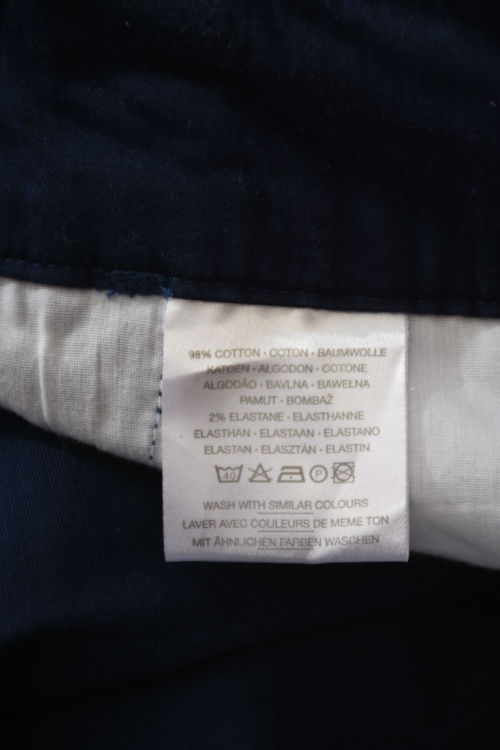 98% COTTON · COTON · BAUMWOLLE
KATOEN · ALGODON · COTONE
ALGODÃO · BAVLNA · BAWEŁNA
PAMUT · BOMBAŽ
2% ELASTANE · ELASTHANNE
ELASTHAN · ELASTAAN · ELASTANO
ELASTAN · ELASZTÁN · ELASTIN
40 P
WASH WITH SIMILAR COLOURS
LAVER AVEC COULEURS DE MEME TON
MIT ÄHNLICHEN FARBEN WASCHEN